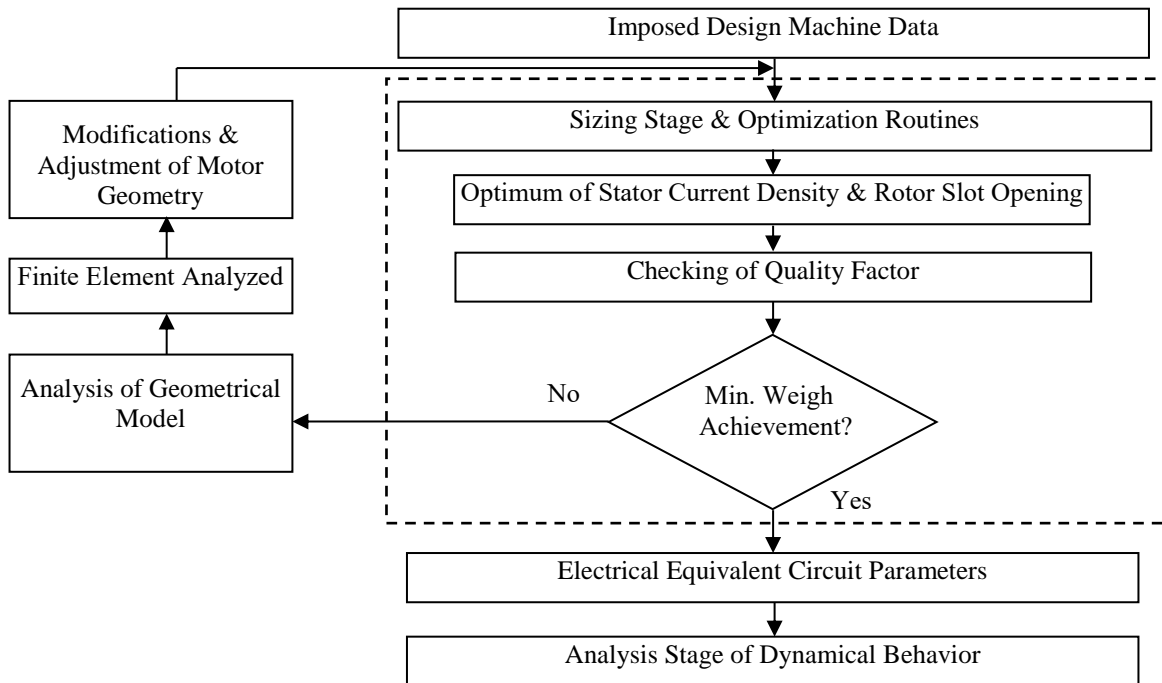 Imposed Design Machine Data
Sizing Stage & Optimization Routines
Optimum of Stator Current Density & Rotor Slot Opening
Checking of Quality Factor
Min. Weigh
Achievement?
No
Yes
Analysis of Geometrical
Model
Finite Element Analyzed
Modifications &
Adjustment of Motor
Geometry
Electrical Equivalent Circuit Parameters
Analysis Stage of Dynamical Behavior